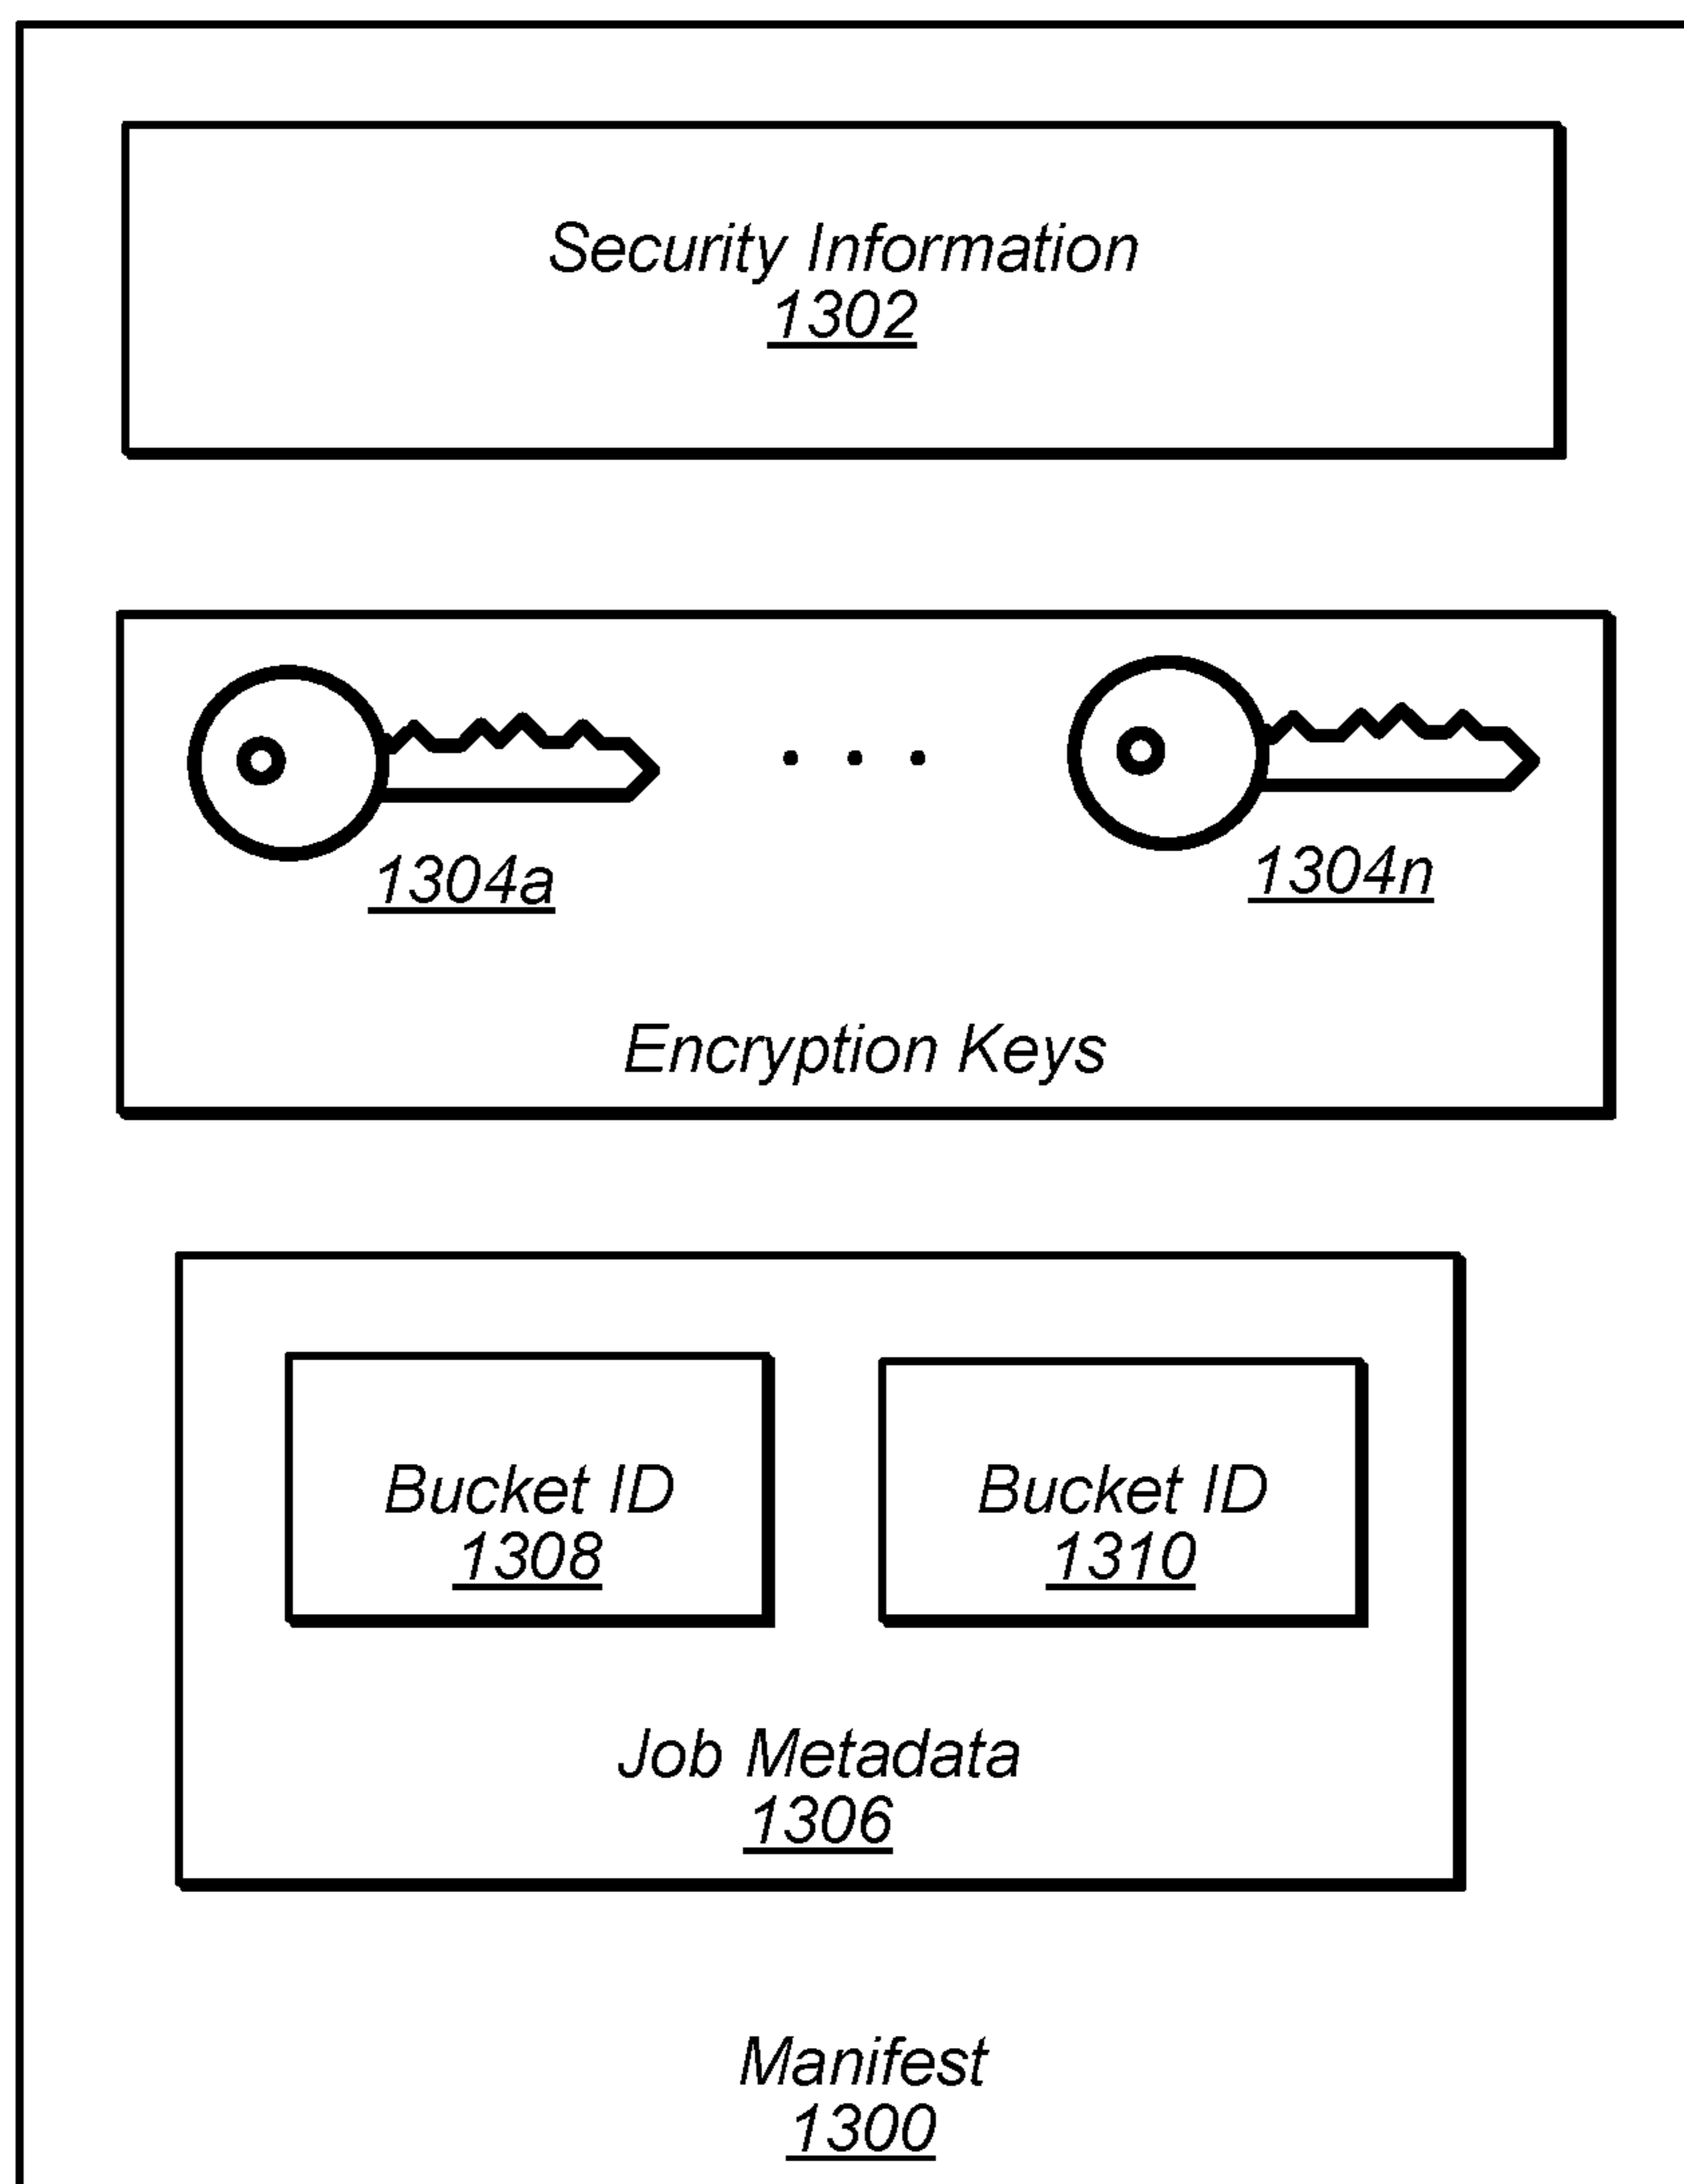 Security Information
1302
1304a
1304n
Encryption Keys
Bucket ID
1308
Bucket ID
1310
Job Metadata
1306
Manifest
1300